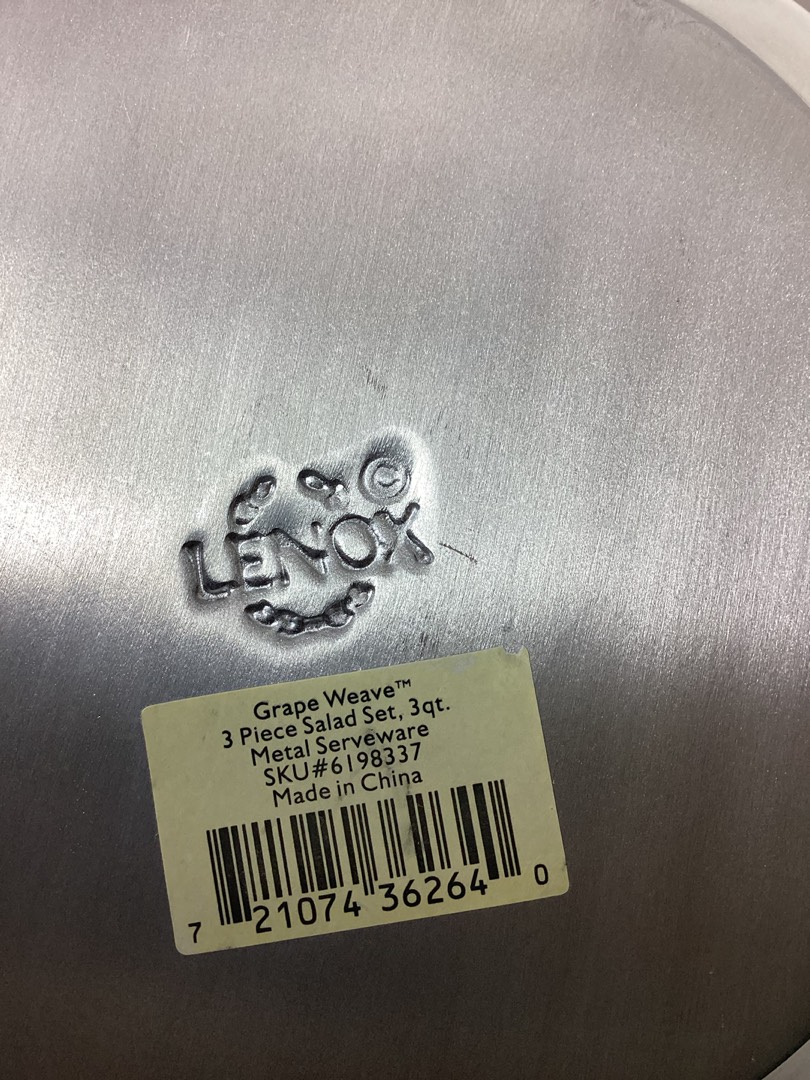 ©
LENOX
Grape Weave™
3 Piece Salad Set, 3qt.
Metal Serveware
SKU#6198337
Made in China
7 21074 36264 0